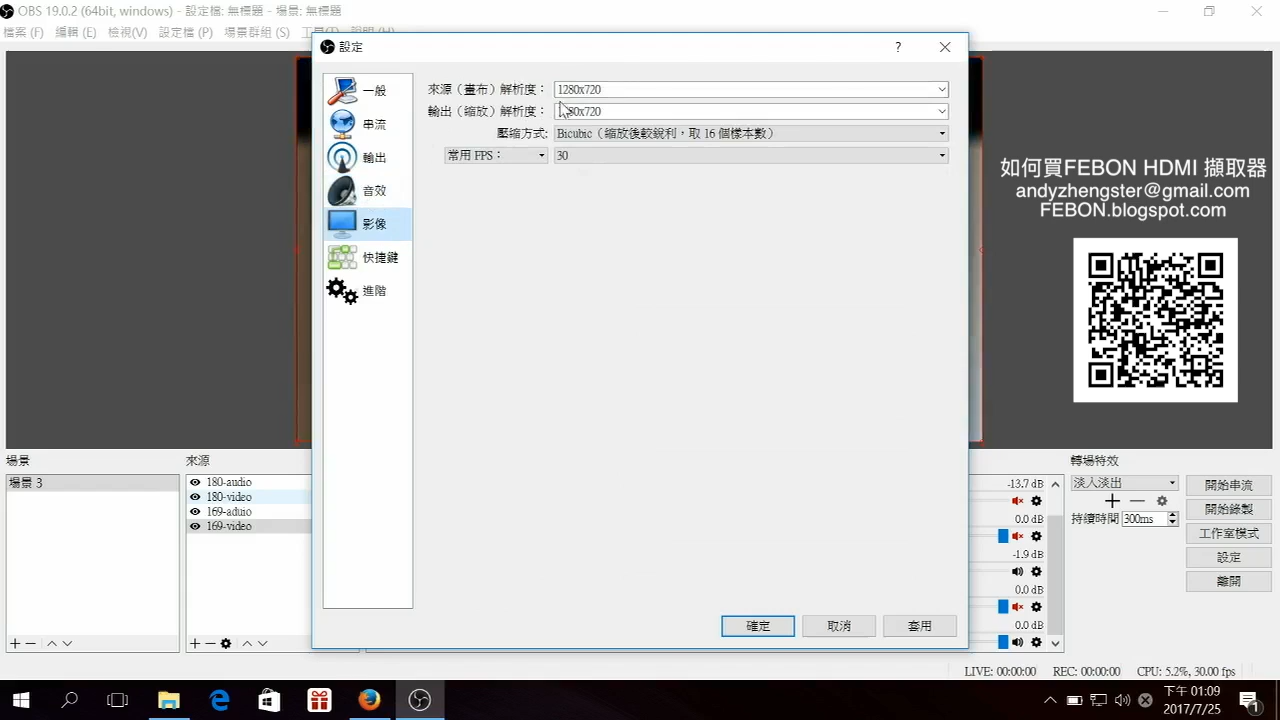 OBS 19.0.2 (64bit, windows) - 設定檔: 無標題 - 場景: 無標題
檔案 (F) 編輯 (E) 檢視(V) 設定檔 (P) 場景群組 (S) 工具(T) 說明 (H)
設定 ?
來源（畫布）解析度： 1280x720
輸出（縮放）解析度： 1280x720
壓縮方式: Bicubic（縮放後較銳利，取 16 個樣本數）
常用 FPS： 30
一般
串流
輸出
音效
影像
快捷鍵
進階
確定 取消 套用
如何買FEBON HDMI 擷取器
andyzhengster@gmail.com
FEBON.blogspot.com
場景
場景 3
來源
180-audio
180-video
169-aduio
169-video
-13.7 dB
0.0 dB
-1.9 dB
0.0 dB
0.0 dB
轉場特效
淡入淡出
持續時間 300ms
開始串流
開始錄製
工作室模式
設定
離開
LIVE: 00:00:00 REC: 00:00:00 CPU: 5.2%, 30.00 fps
下午 01:09
2017/7/25
1